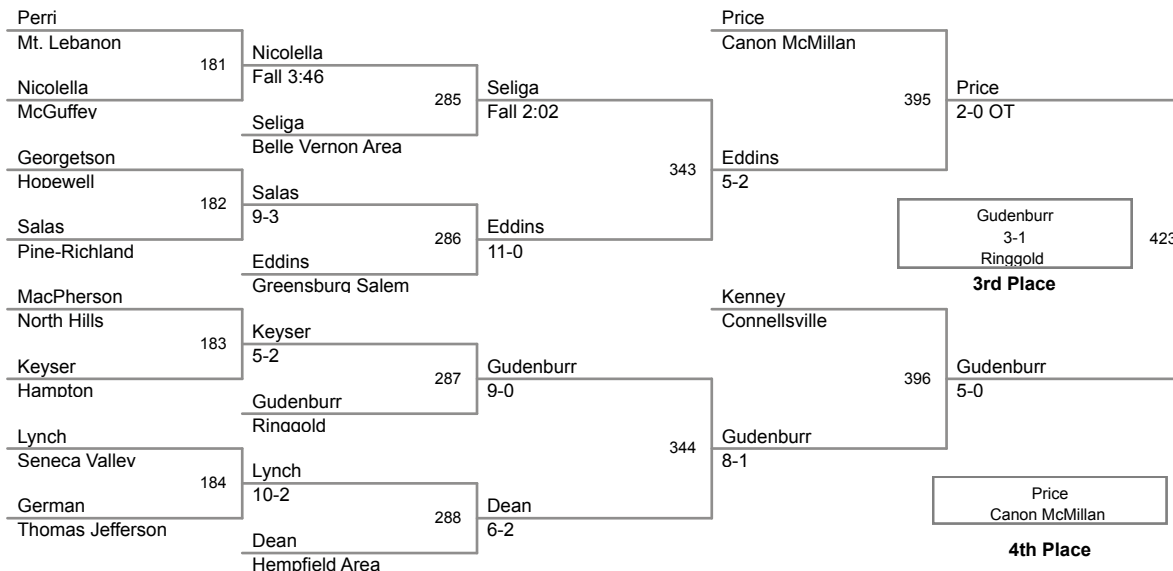 Perri
Mt. Lebanon
181
Nicolella
McGuffey
Nicolella
Fall 3:46
285
Seliga
Belle Vernon Area
Seliga
Fall 2:02
Georgetson
Hopewell
182
Salas
Pine-Richland
Salas
9-3
286
Eddins
Greensburg Salem
Eddins
11-0
343
Price
Canon McMillan
395
Eddins
5-2
Price
2-0 OT
Gudenburr
3-1
Ringgold
423
3rd Place
MacPherson
North Hills
183
Keyser
Hampton
Keyser
5-2
287
Gudenburr
Ringgold
Gudenburr
9-0
Lynch
Seneca Valley
184
German
Thomas Jefferson
Lynch
10-2
288
Dean
Hempfield Area
Dean
6-2
344
Kenney
Connellsville
396
Gudenburr
8-1
Gudenburr
5-0
Price
Canon McMillan
4th Place